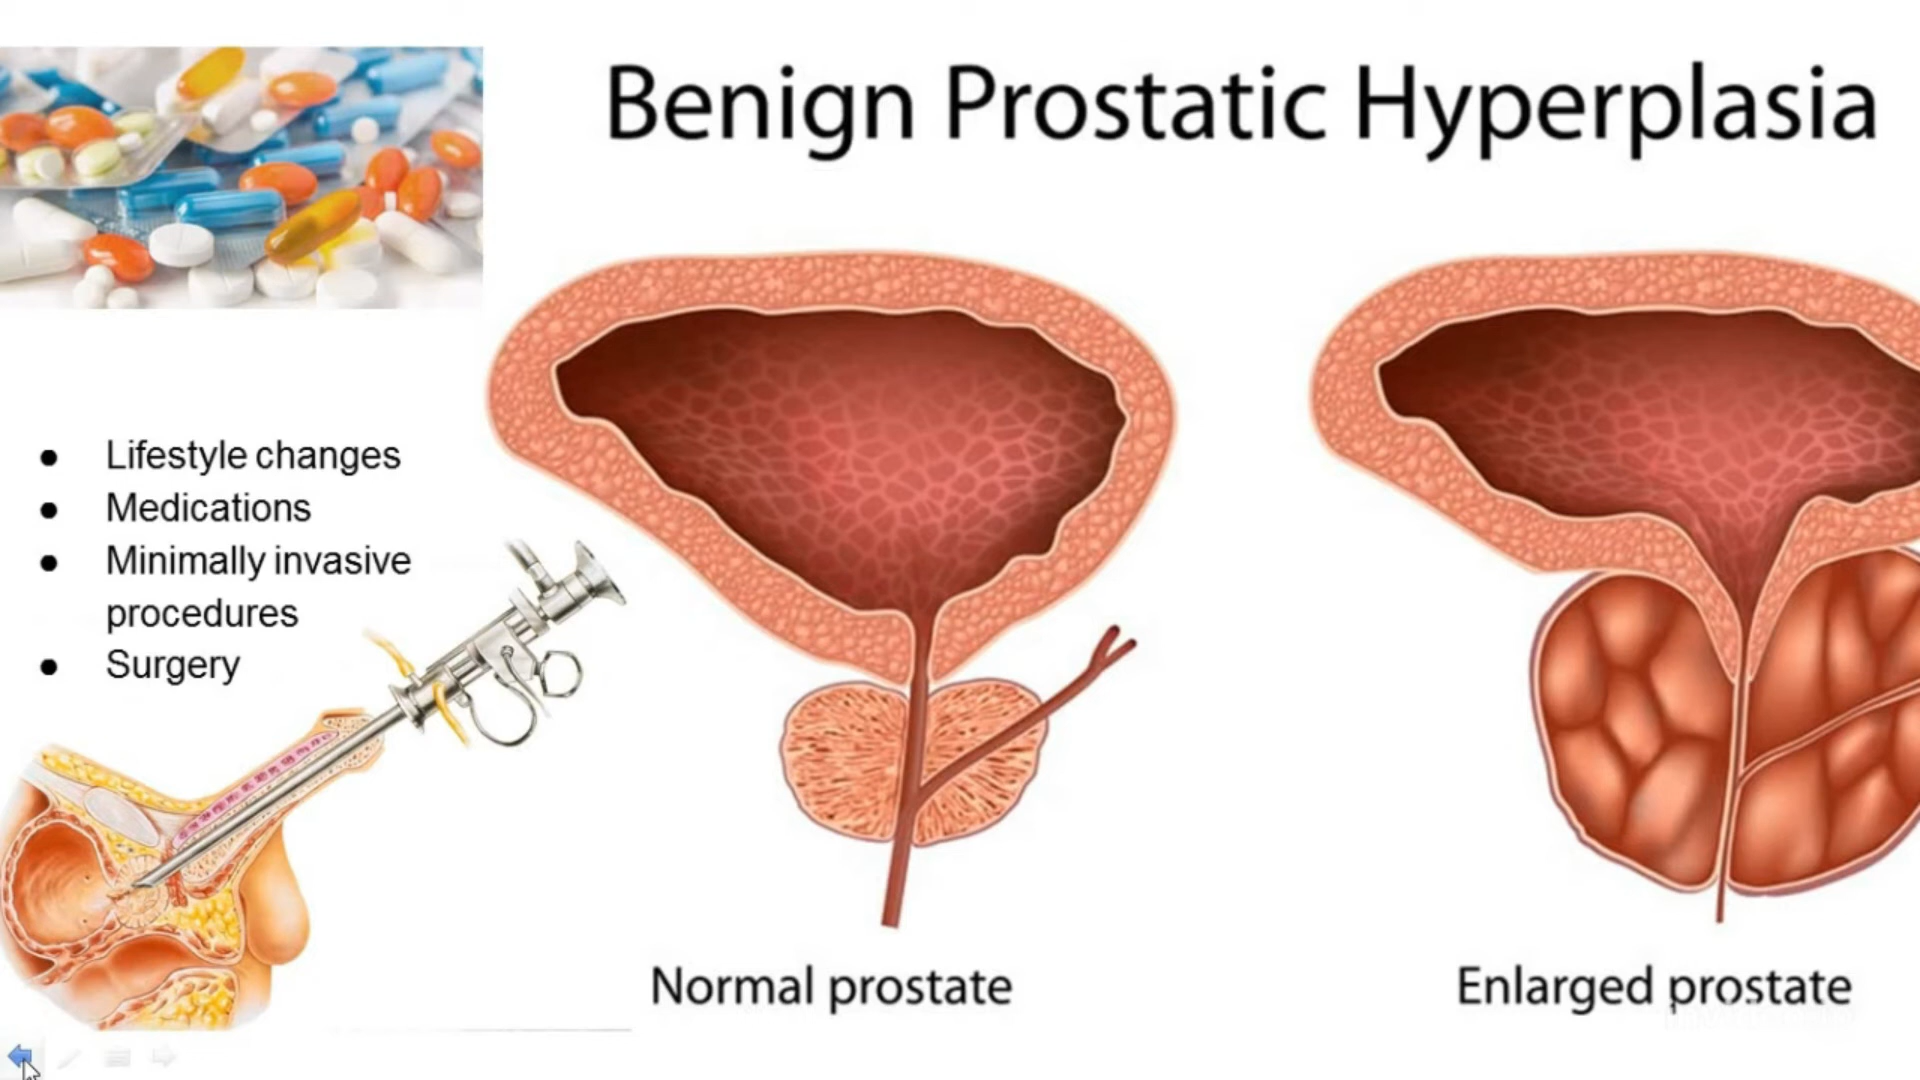 Benign Prostatic Hyperplasia
Lifestyle changes
Medications
Minimally invasive
procedures
Surgery
Normal prostate
Enlarged prostate